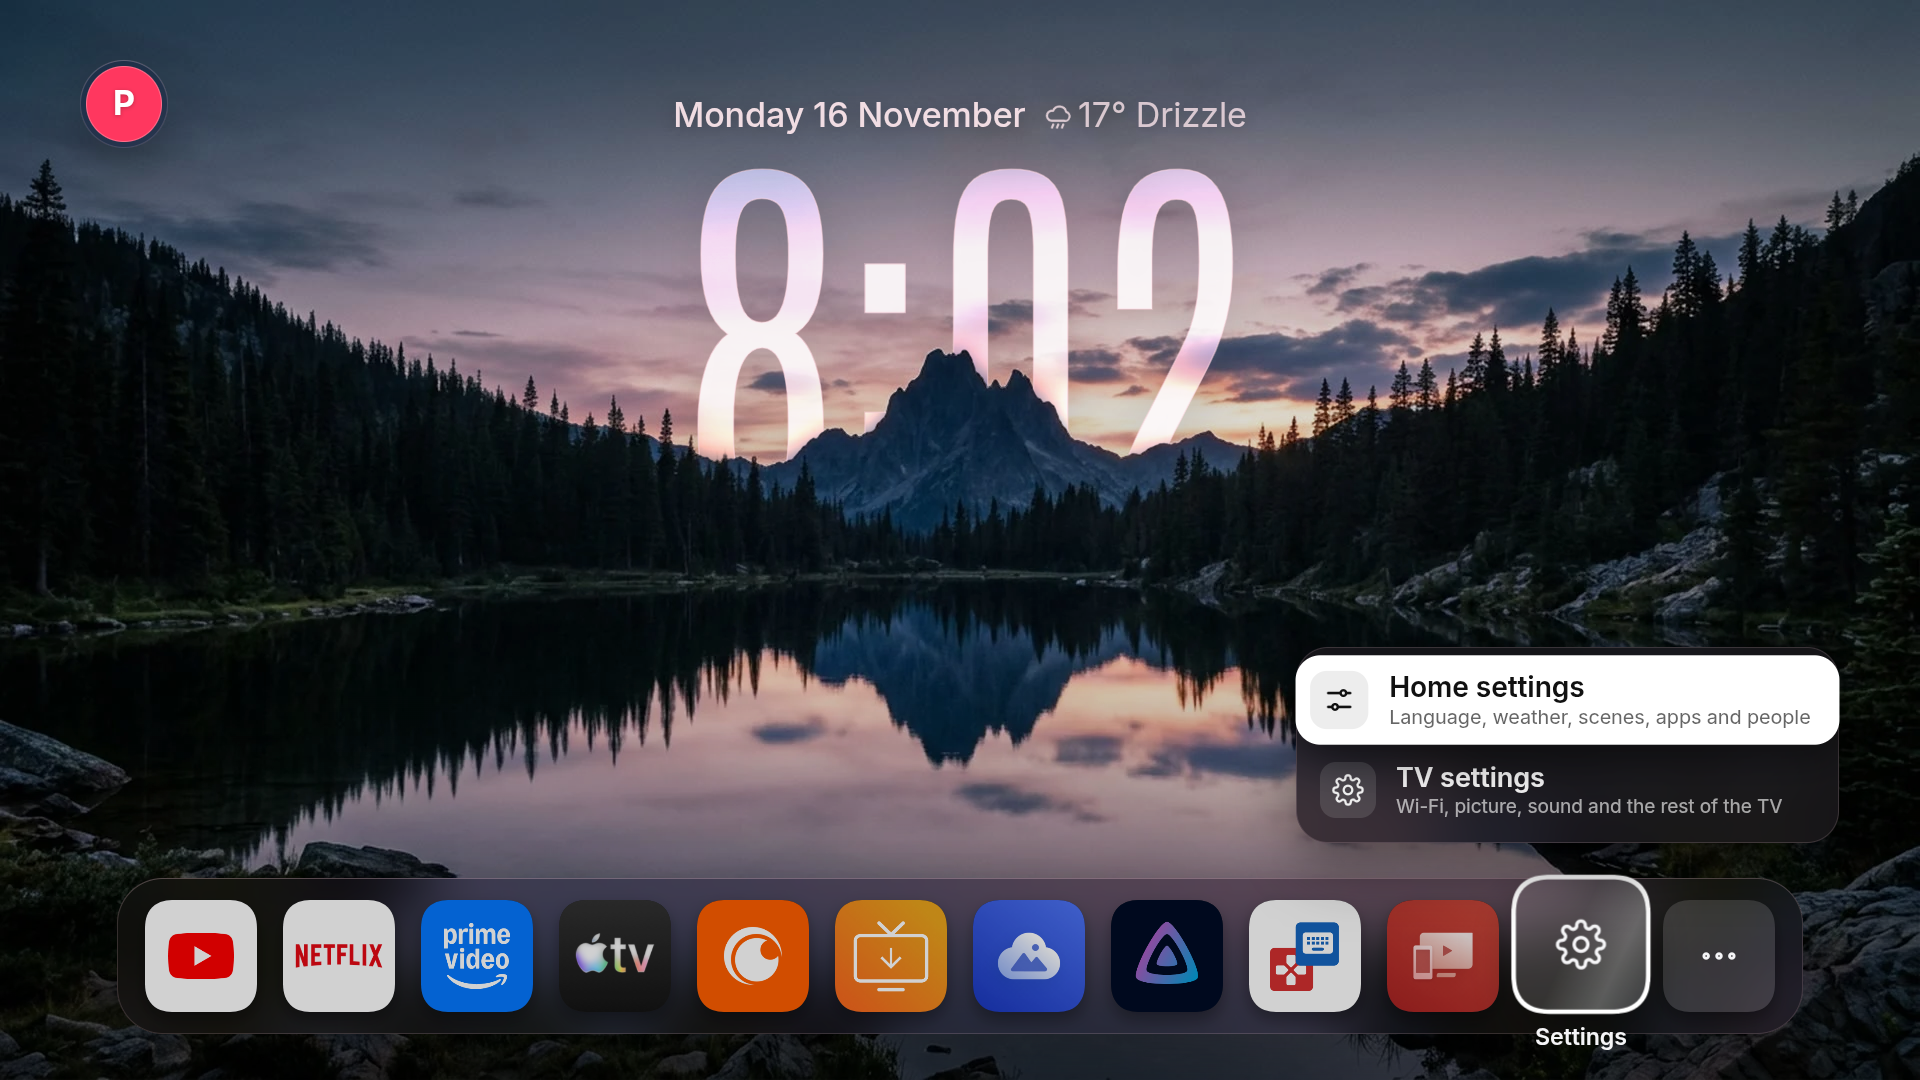 P
Monday 16 November 17° Drizzle
8:02
Home settings
Language, weather, scenes, apps and people
TV settings
Wi-Fi, picture, sound and the rest of the TV
NETFLIX
prime
video
tv
Settings